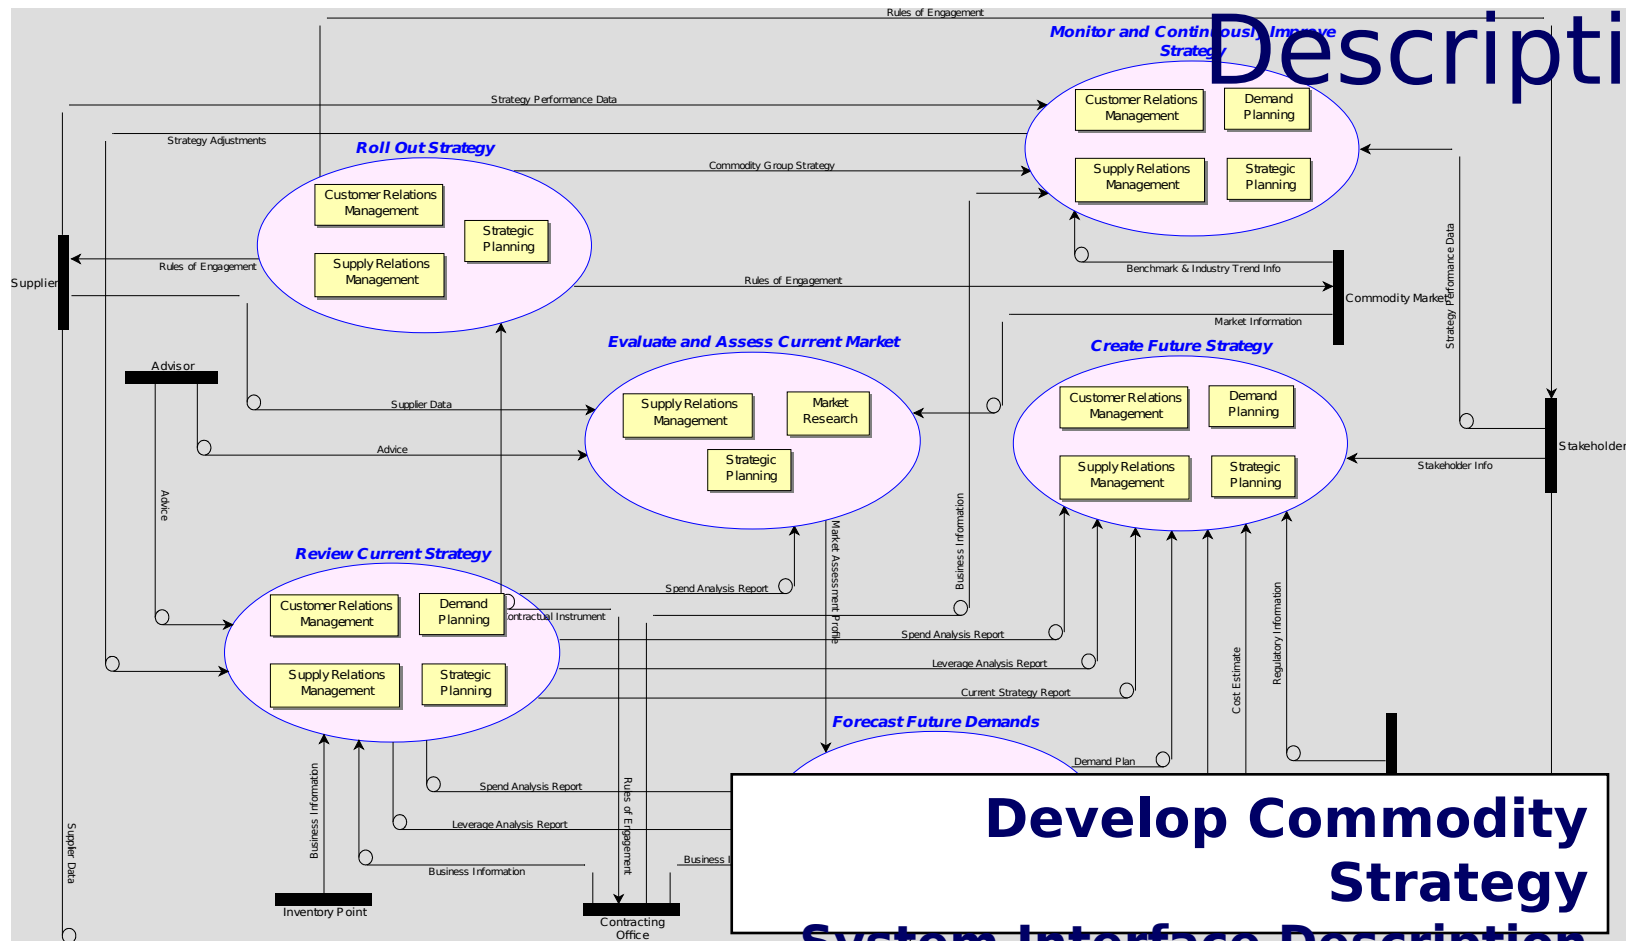 Rules of Engagement
Descripti
Monitor and Continuously Improve
Strategy
Customer Relations
Management
Demand
Planning
Supply Relations
Management
Strategic
Planning
Strategy Performance Data
Strategy Adjustments
Roll Out Strategy
Commodity Group Strategy
Customer Relations
Management
Strategic
Planning
Supply Relations
Management
Rules of Engagement
Supplier
Rules of Engagement
Benchmark & Industry Trend Info
Commodity Market
Strategy Performance Data
Market Information
Evaluate and Assess Current Market
Supply Relations
Management
Market
Research
Strategic
Planning
Create Future Strategy
Customer Relations
Management
Demand
Planning
Supply Relations
Management
Strategic
Planning
Advisor
Supplier Data
Advice
Advice
Stakeholder
Stakeholder Info
Business Information
Market Assessment Profile
Review Current Strategy
Customer Relations
Management
Demand
Planning
Supply Relations
Management
Strategic
Planning
Spend Analysis Report
ontractual Instrument
Spend Analysis Report
Leverage Analysis Report
Current Strategy Report
Cost Estimate
Regulatory Information
Forecast Future Demands
Demand Plan
Business Information
Spend Analysis Report
Rules of Engagement
Leverage Analysis Report
Business Information
Business I
Supplier Data
Inventory Point
Contracting
Office
Develop Commodity
Strategy
System Interface Description